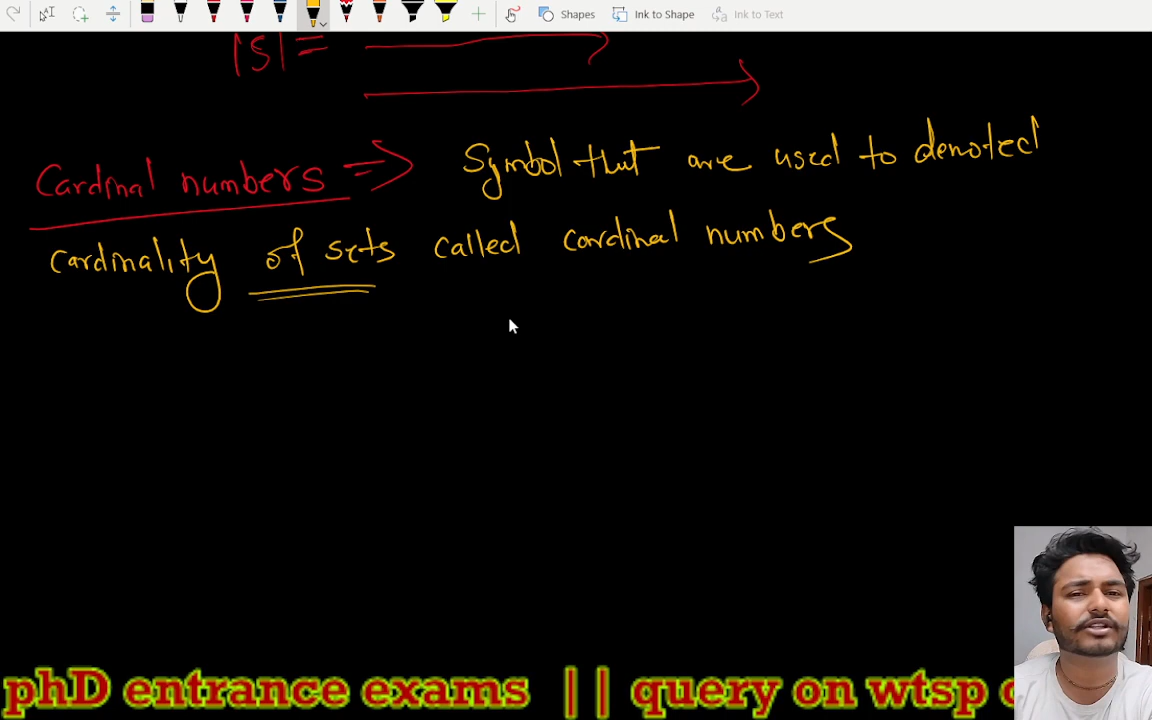 Shapes Ink to Shape Ink to Text
|S| =
Cardinal numbers => Symbol that are used to denoted
cardinality of sets called cardinal numbers
phD entrance exams || query on wtsp